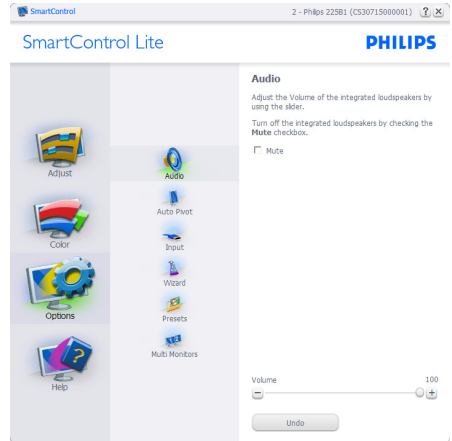 SmartControl
2 - Philips 225B1 (CS30715000001)
SmartControl Lite
PHILIPS
Adjust
Color
Options
Help
Audio
Auto Pivot
Input
Wizard
Presets
Multi Monitors
Audio
Adjust the Volume of the integrated loudspeakers by
using the slider.
Turn off the integrated loudspeakers by checking the
Mute checkbox.
Mute
Volume
100
Undo